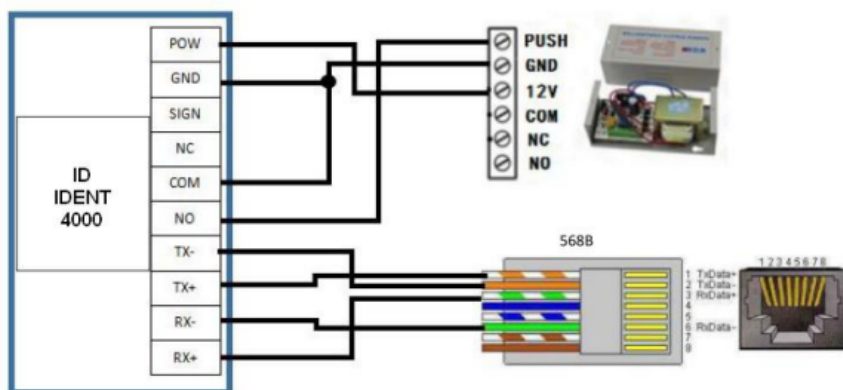 POW
GND
SIGN
NC
COM
NO
TX-
TX+
RX-
RX+
ID
IDENT
4000
PUSH
GND
12V
COM
NC
NO
568B
1 TxData+
2 TxData-
3 RxData+
4
5
6 RxData-
7
8
1 2 3 4 5 6 7 8